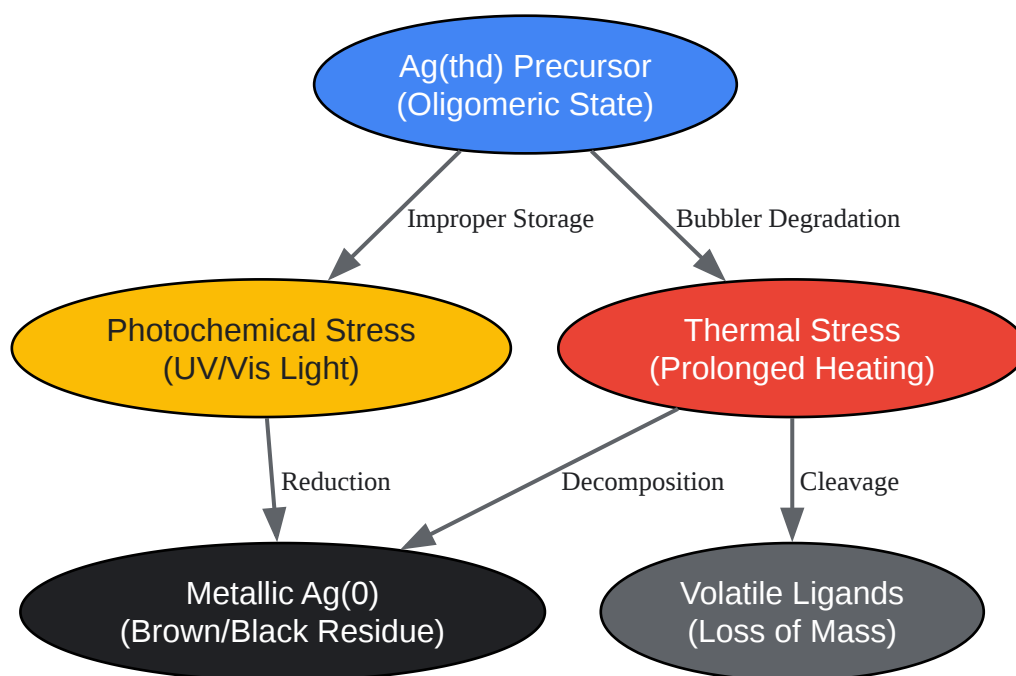 Ag(thd) Precursor
(Oligomeric State)
Improper Storage
Bubbler Degradation
Photochemical Stress
(UV/Vis Light)
Thermal Stress
(Prolonged Heating)
Reduction
Decomposition
Cleavage
Metallic Ag(0)
(Brown/Black Residue)
Volatile Ligands
(Loss of Mass)